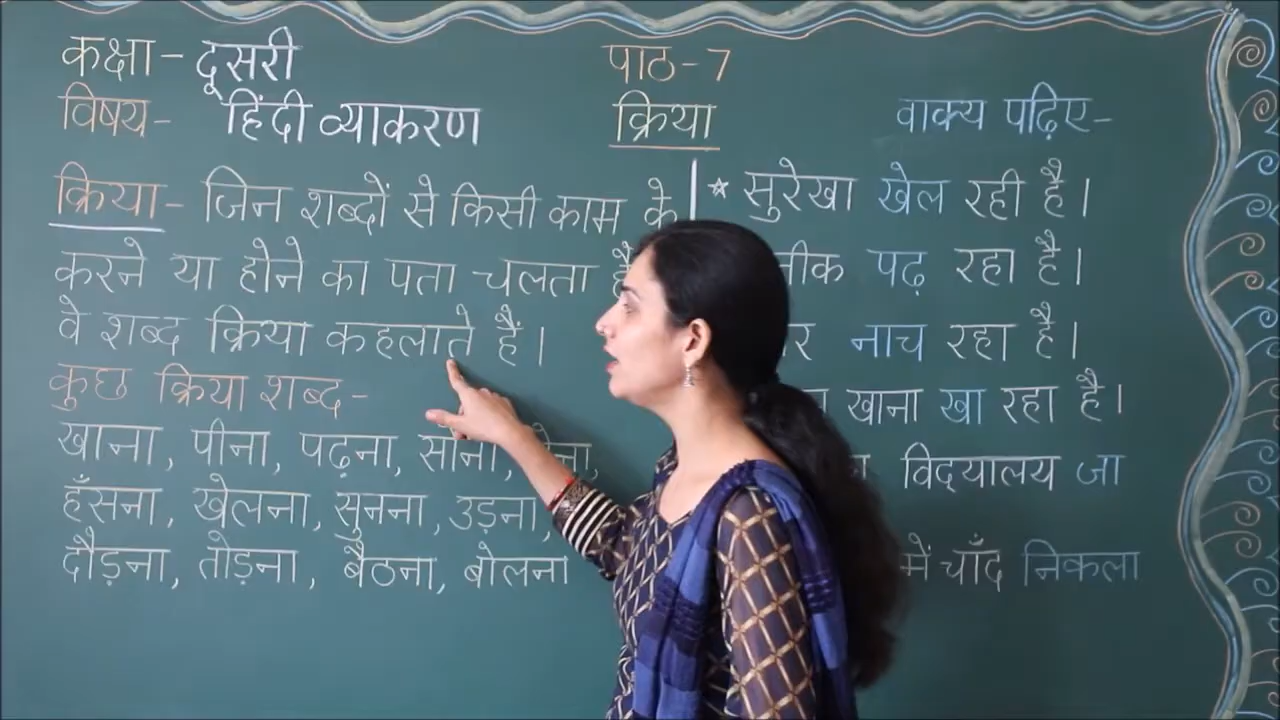 कक्षा- दूसरी
विषय- हिंदी व्याकरण
पाठ-7
क्रिया
क्रिया- जिन शब्दों से किसी काम के
करने या होने का पता चलता
वे शब्द क्रिया कहलाते हैं।
कुछ क्रिया शब्द-
खाना, पीना, पढ़ना, सोना,
हँसना, खेलना, सुनना, उड़ना,
दौड़ना, तोड़ना, बैठना, बोलना
वाक्य पढ़िए-
* सुरेखा खेल रही है।
पढ़ रहा है।
नाच रहा है।
खाना खा रहा है।
विद्यालय जा
में चाँद निकला